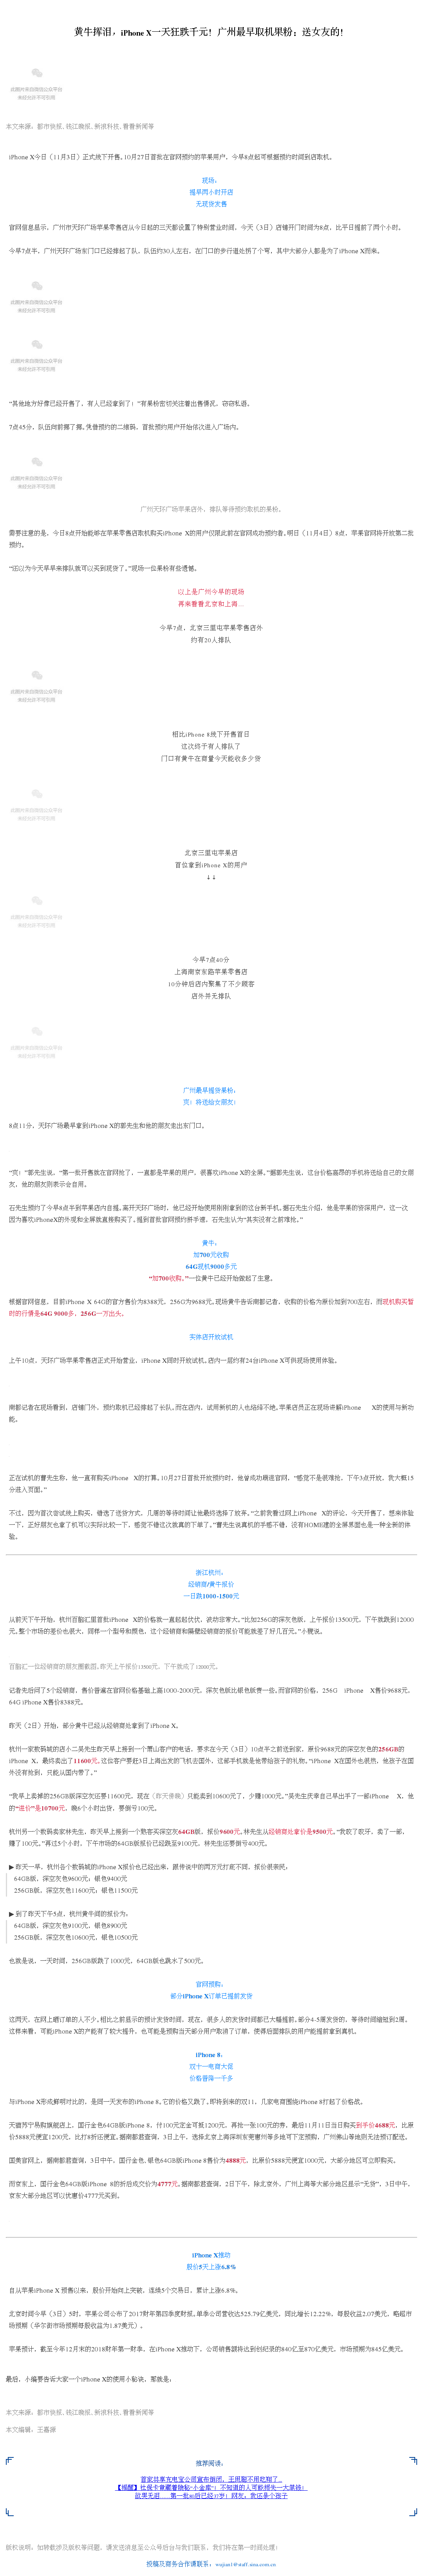 黄牛挥泪，iPhone X一天狂跌千元！广州最早取机果粉：送女友的！
此图片来自微信公众平台
未经允许不可引用
本文来源：都市快报、钱江晚报、新浪科技、青青新闻等
iPhone X今日（11月3日）正式线下开售。10月27日首批在官网预约的苹果用户，今早8点起可根据预约时间到店取机。
现场：
提早两小时开店
无现货发售
官网信息显示，广州市天环广场苹果零售店从今日起的三天都设置了特别营业时间，今天（3日）店铺开门时间为8点，比平日提前了两个小时。
今早7点半，广州天环广场东门口已经排起了队，队伍约30人左右，在门口的步行道处拐了个弯，其中大部分人都是为了iPhone X而来。
此图片来自微信公众平台
未经允许不可引用
此图片来自微信公众平台
未经允许不可引用
“其他地方好像已经开售了，有人已经拿到了！”有果粉密切关注着出售情况，窃窃私语。
7点45分，队伍向前挪了挪。凭借预约的二维码，首批预约用户开始依次进入广场内。
此图片来自微信公众平台
未经允许不可引用
广州天环广场苹果店外，排队等待预约取机的果粉。
需要注意的是，今日8点开始能够在苹果零售店取机购买iPhone X的用户仅限此前在官网成功预约者。明日（11月4日）8点，苹果官网将开放第二批
预约。
“还以为今天早早来排队就可以买到现货了。”现场一位果粉有些遗憾。
以上是广州今早的现场
再来看看北京和上海...
今早7点，北京三里屯苹果零售店外
约有20人排队
此图片来自微信公众平台
未经允许不可引用
相比iPhone 8线下开售首日
这次终于有人排队了
门口有黄牛在商量今天能收多少货
此图片来自微信公众平台
未经允许不可引用
北京三里屯苹果店
首位拿到iPhone X的用户
↓↓
此图片来自微信公众平台
未经允许不可引用
今早7点40分
上海南京东路苹果零售店
10分钟后店内聚集了不少顾客
店外并无排队
此图片来自微信公众平台
未经允许不可引用
广州最早提货果粉：
爽！将送给女朋友！
8点11分，天环广场最早拿到iPhone X的郭先生和他的朋友走出东门口。
“爽！”郭先生说，“第一批开售就在官网抢了，一直都是苹果的用户，很喜欢iPhone X的全屏。”据郭先生说，这台价格高昂的手机将送给自己的女朋
友，他的朋友则表示会自用。
石先生预约了今早8点半到苹果店内自提。离开天环广场时，他已经开始使用刚刚拿到的这台新手机。据石先生介绍，他是苹果的资深用户，这一次
因为喜欢iPhoneX的外观和全屏就直接购买了。提到首批官网预约拼手速，石先生认为“其实没有之前难抢。”
黄牛：
加700元收购
64G现机9000多元
“加700收购。”一位黄牛已经开始做起了生意。
根据官网信息，目前iPhone X 64G的官方售价为8388元，256G为9688元。现场黄牛告诉南都记者，收购的价格为原价加到700左右，而现机购买暂
时的行情是64G 9000多，256G一万出头。
实体店开放试机
上午10点，天环广场苹果零售店正式开始营业，iPhone X同时开放试机。店内一层约有24台iPhone X可供现场使用体验。
南都记者在现场看到，店铺门外，预约取机已经排起了长队。而在店内，试用新机的人也络绎不绝。苹果店员正在现场讲解iPhone X的使用与新功
能。
正在试机的曹先生称，他一直有购买iPhone X的打算。10月27日首批开放预约时，他曾成功进进官网，“感觉不是很难抢，下午3点开放，我大概15
分进入页面。”
不过，因为首次尝试线上购买，错选了送货方式，几周的等待时间让他最终选择了放弃。“之前我看过网上iPhone X的评论，今天开售了，想来体验
一下，正好朋友也拿了机可以实际比较一下，感觉不错这次就真的下单了。”曹先生说真机的手感不错，没有HOME键的全屏界面也是一种全新的体
验。
浙江杭州：
经销商/黄牛报价
一日跌1000-1500元
从前天下午开始，杭州百脑汇里首批iPhone X的价格就一直起起伏伏，波动非常大。“比如256G的深灰色版，上午报价13500元，下午就跌到12000
元。整个市场的差价也很大，同样一个型号和颜色，这个经销商和隔壁经销商的报价可能就差了好几百元。”小姚说。
百脑汇一位经销商的朋友圈截图。昨天上午报价13500元，下午就成了12000元。
记者先后问了5个经销商，售价普遍在官网价格基础上高1000-2000元，深灰色版比银色版贵一些。而官网的价格，256G iPhone X售价9688元，
64G iPhone X售价8388元。
昨天（2日）开始，部分黄牛已经从经销商处拿到了iPhone X。
杭州一家数码城的店小二吴先生昨天早上接到一个萧山客户的电话，要求在今天（3日）10点半之前送到家，原价9688元的深空灰色的256GB的
iPhone X，最终卖出了11600元。这位客户要赶3日上海出发的飞机去国外，这部手机就是他带给孩子的礼物。“iPhone X在国外也很热，他孩子在国
外没有抢到，只能从国内带了。”
“我早上卖掉的256GB版深空灰还要11600元，现在（昨天傍晚）只能卖到10600元了，少赚1000元。”吴先生庆幸自己早出手了一部iPhone X，他
的“进价”是10700元，晚6个小时出货，要倒亏100元。
杭州另一个数码卖家林先生，昨天早上推到一个熟客买深空灰64GB版，报价9600元。林先生从经销商处拿价是9500元。“我咬了咬牙，卖了一部，
赚了100元。”再过5个小时，下午市场的64GB版报价已经跌至9100元，林先生还要倒亏400元。
▶ 昨天一早，杭州各个数码城的iPhone X报价也已经出来，跟传说中的两万元打底不同，报价很亲民：
64GB版，深空灰色9600元；银色9400元
256GB版，深空灰色11600元；银色11500元
▶ 到了昨天下午5点，杭州黄牛间的报价为：
64GB版，深空灰色9100元，银色8900元
256GB版，深空灰色10600元，银色10500元
也就是说，一天时间，256GB版跌了1000元，64GB版也跳水了500元。
官网预购：
部分iPhone X订单已提前发货
这两天，在网上晒订单的人不少。相比之前显示的预计发货时间，现在，很多人的发货时间都已大幅提前。部分4-5周发货的，等待时间缩短到2周。
这样来看，可能iPhone X的产能有了较大提升，也可能是预购当天部分用户取消了订单，使得后面排队的用户能提前拿到真机。
iPhone 8：
双十一电商大促
价格普降一千多
与iPhone X形成鲜明对比的，是同一天发布的iPhone 8。它的价格又跌了。即将到来的双11，几家电商围绕iPhone 8打起了价格战。
天猫苏宁易购旗舰店上，国行金色64GB版iPhone 8，付100元定金可抵1200元。再抢一张100元的券，最后11月11日当日购买到手价4688元，比原
价5888元便宜1200元，比打8折还便宜。据南都君查询，3日上午，选择北京上海深圳东莞惠州等多地可下定预购，广州佛山等地则无法预订配送。
国美官网上，据南都君查询，3日中午，国行金色、银色64GB版iPhone 8售价为4888元，比原价5888元便宜1000元，大部分地区可立即购买。
而京东上，国行金色64GB版iPhone 8的折后成交价为4777元。据南都君查询，2日下午，除北京外，广州上海等大部分地区显示“无货”，3日中午，
京东大部分地区可以优惠价4777元买到。
iPhone X推动
股价5天上涨6.8%
自从苹果iPhone X 预售以来，股价开始向上突破，连续5个交易日，累计上涨6.8%。
北京时间今早（3日）5时，苹果公司公布了2017财年第四季度财报。单季公司营收达525.79亿美元，同比增长12.22%，每股收益2.07美元，略超市
场预期（华尔街市场预期每股收益为1.87美元）。
苹果预计，截至今年12月末的2018财年第一财季，在iPhone X推动下，公司销售额将达到创纪录的840亿至870亿美元，市场预期为845亿美元。
最后，小编要告诉大家一个iPhone X的使用小秘诀，那就是：
本文来源：都市快报、钱江晚报、新浪科技、青青新闻等
本文编辑：王嘉源
推荐阅读：
首家共享充电宝公司宣布倒闭，王思聪不用吃翔了...
【提醒】社保卡竟藏着隐秘“小金库”！不知道的人可能损失一大笔钱！
欲哭无泪……第一批80后已经37岁！网友：我还是个孩子
版权说明：如转载涉及版权等问题，请发送消息至公众号后台与我们联系，我们将在第一时间处理！
投稿及商务合作请联系：wujian1@staff.sina.com.cn